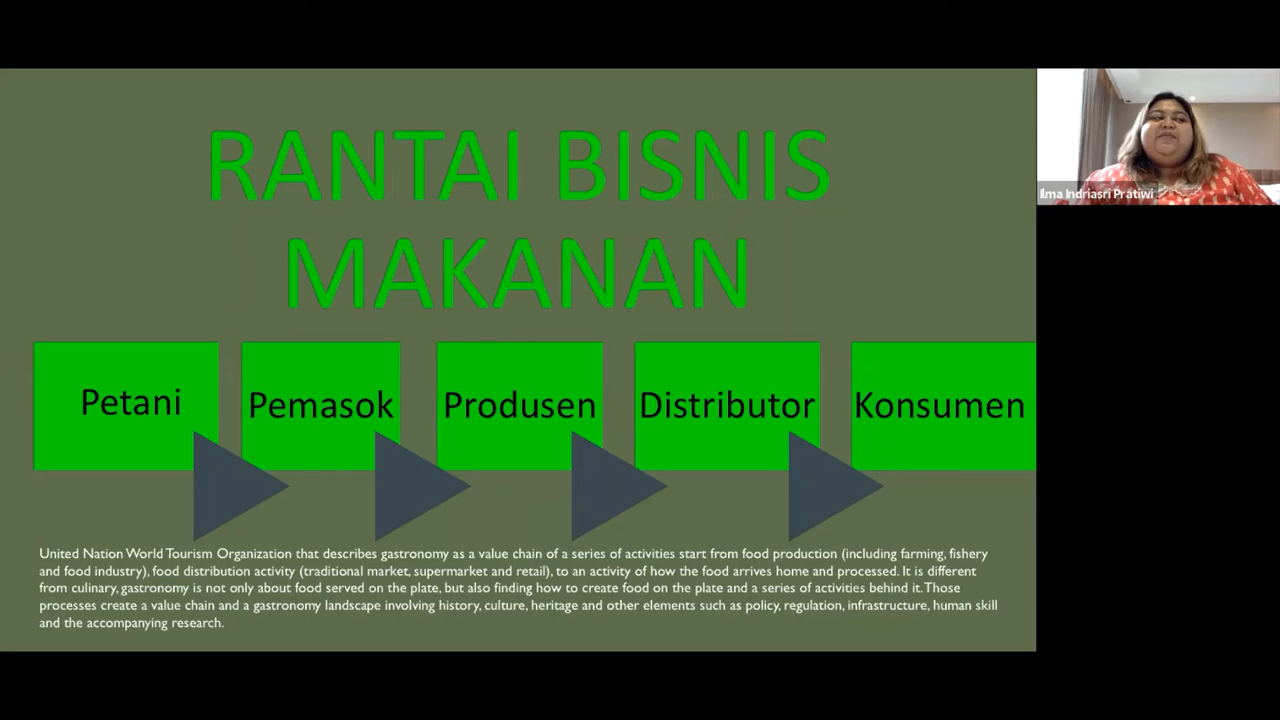 RANTAI BISNIS
MAKANAN
Petani
Pemasok
Produsen
Distributor
Konsumen
United Nation World Tourism Organization that describes gastronomy as a value chain of a series of activities start from food production (including farming, fishery
and food industry), food distribution activity (traditional market, supermarket and retail), to an activity of how the food arrives home and processed. It is different
from culinary, gastronomy is not only about food served on the plate, but also finding how to create food on the plate and a series of activities behind it. Those
processes create a value chain and a gastronomy landscape involving history, culture, heritage and other elements such as policy, regulation, infrastructure, human skill
and the accompanying research.
Ilma Indriasri Pratiwi